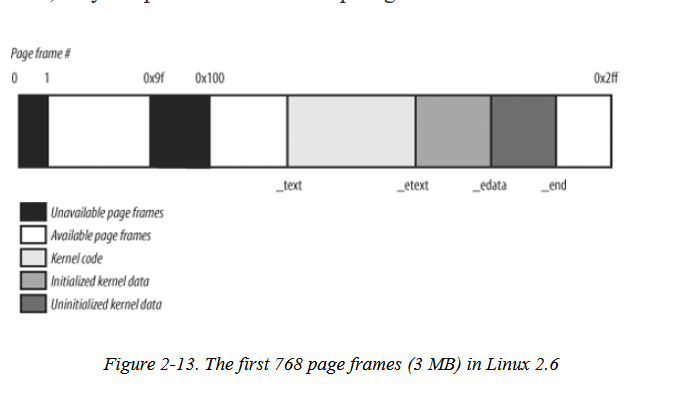 Page frame #
0 1 0x9f 0x100 0x2ff
_text _etext _edata _end
Unavailable page frames
Available page frames
Kernel code
Initialized kernel data
Uninitialized kernel data
Figure 2-13. The first 768 page frames (3 MB) in Linux 2.6